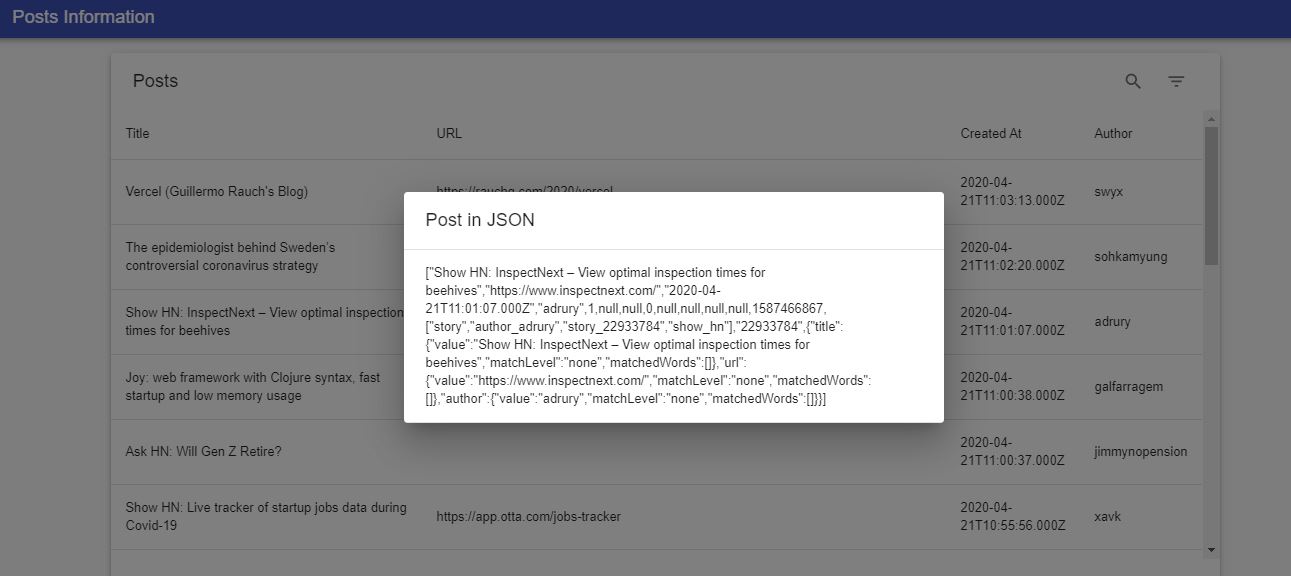 Posts Information
Posts
Title URL Created At Author
Vercel (Guillermo Rauch's Blog) https://rauchg.com/2020/vercel 2020-04-
21T11:03:13.000Z swyx
The epidemiologist behind Sweden's
controversial coronavirus strategy 2020-04-
21T11:02:20.000Z sohkamyung
Show HN: InspectNext – View optimal inspection
times for beehives 2020-04-
21T11:01:07.000Z adrury
Joy: web framework with Clojure syntax, fast
startup and low memory usage 2020-04-
21T11:00:38.000Z galfarragem
Ask HN: Will Gen Z Retire? 2020-04-
21T11:00:37.000Z jimmynopension
Show HN: Live tracker of startup jobs data during
Covid-19 https://app.otta.com/jobs-tracker 2020-04-
21T10:55:56.000Z xavk
Post in JSON
["Show HN: InspectNext – View optimal inspection times for
beehives","https://www.inspectnext.com/","2020-04-
21T11:01:07.000Z","adrury",1,null,null,0,null,null,null,null,1587466867,
["story","author_adrury","story_22933784","show_hn"],"22933784",{"title":
{"value":"Show HN: InspectNext – View optimal inspection times for
beehives","matchLevel":"none","matchedWords":[]},"url":
{"value":"https://www.inspectnext.com/","matchLevel":"none","matchedWords":
[]},"author":{"value":"adrury","matchLevel":"none","matchedWords":[]}}]